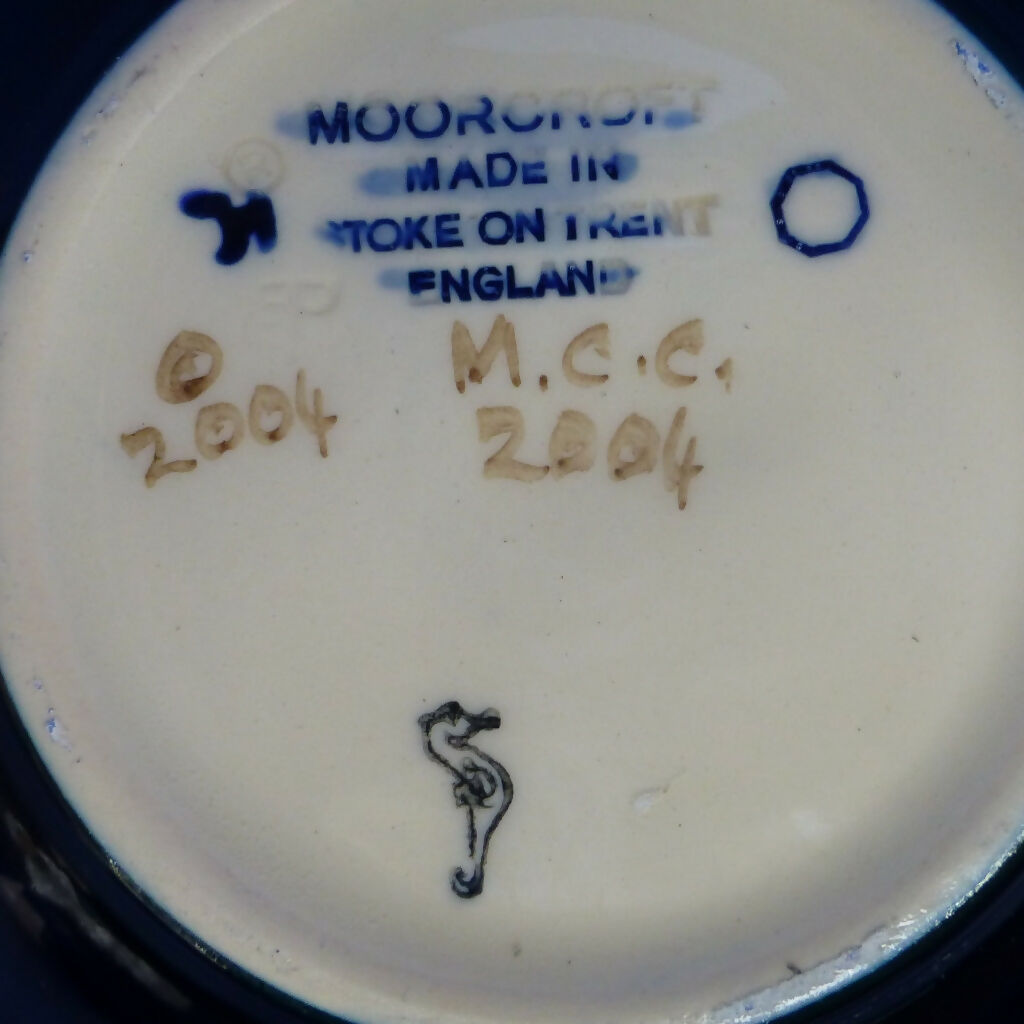 MOORCROFT
MADE IN
STOKE ON TRENT
ENGLAND
© 2004
M.C.C.
2004